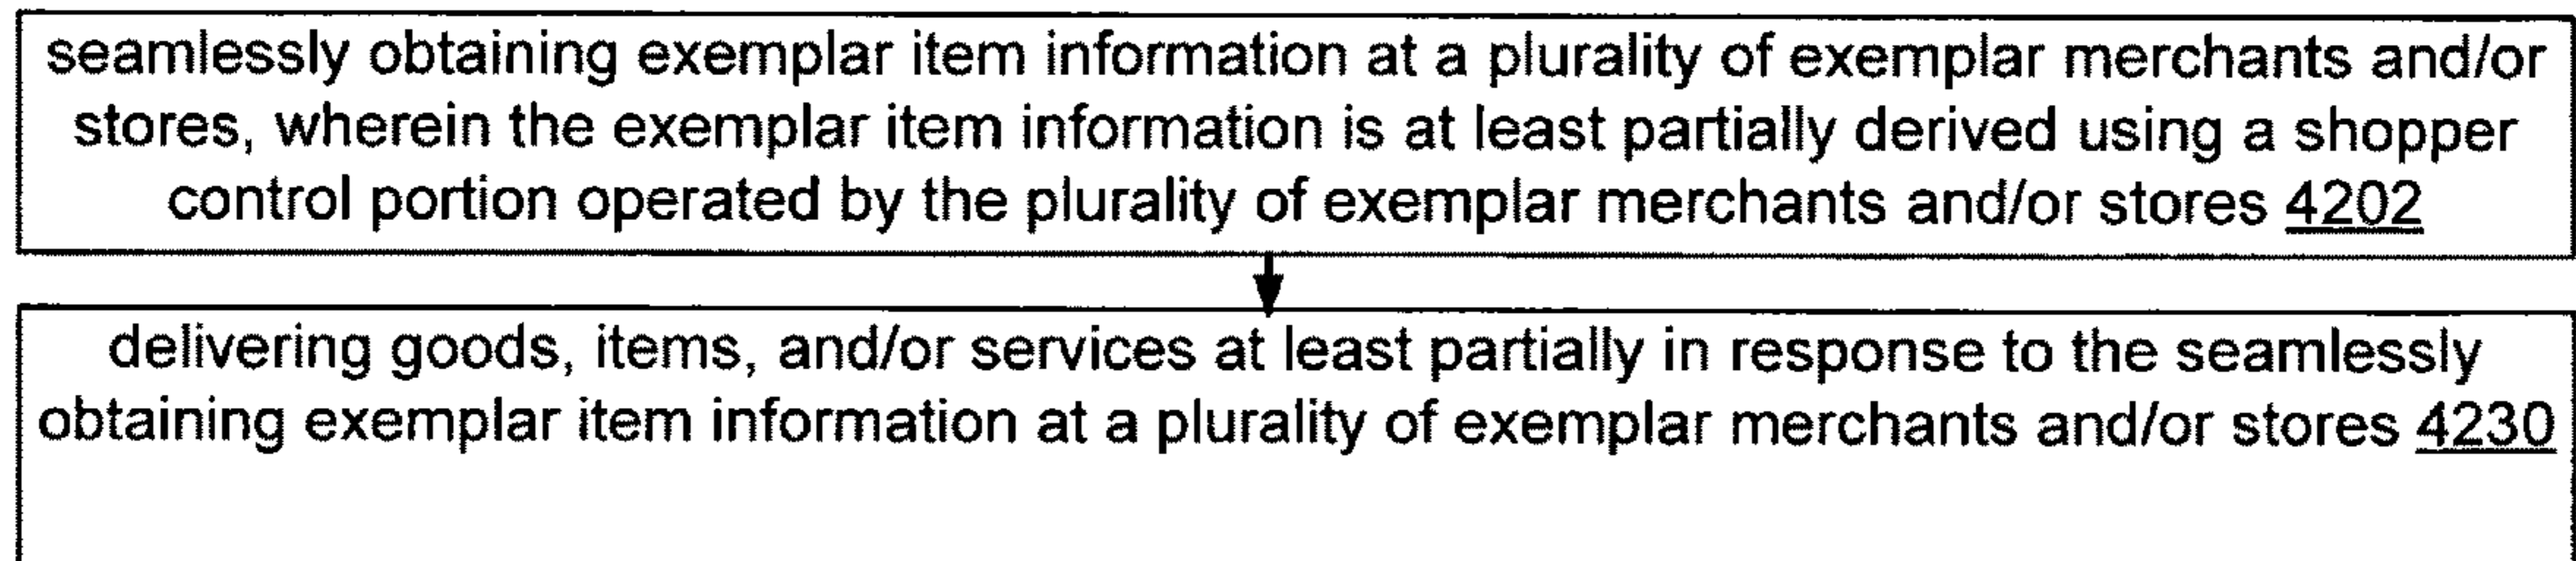 seamlessly obtaining exemplar item information at a plurality of exemplar merchants and/or
stores, wherein the exemplar item information is at least partially derived using a shopper
control portion operated by the plurality of exemplar merchants and/or stores 4202
delivering goods, items, and/or services at least partially in response to the seamlessly
obtaining exemplar item information at a plurality of exemplar merchants and/or stores 4230